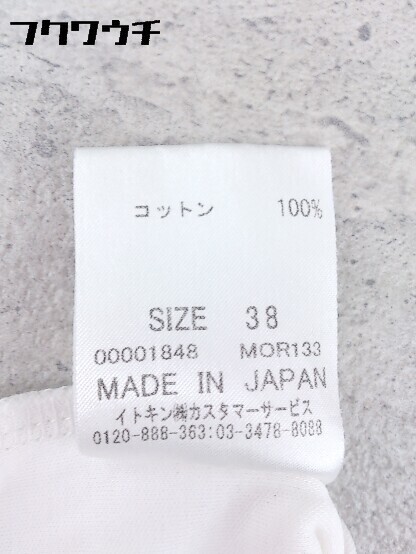 フクワウチ
コットン 100%
SIZE 38
00001848 MOR133
MADE IN JAPAN
イトキン㈱カスタマーサービス
0120-888-363:03-3478-8088